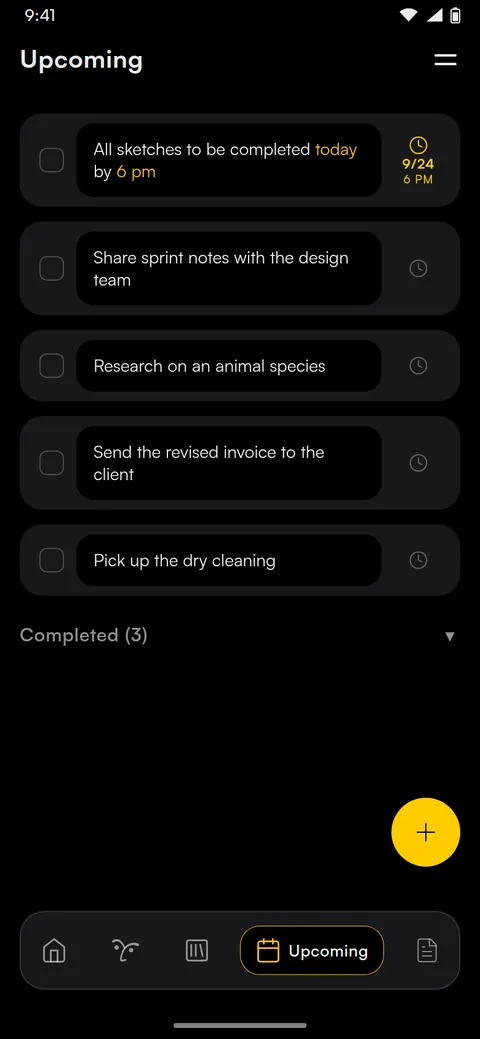 9:41
Upcoming
All sketches to be completed today
by 6 pm
9/24
6 PM
Share sprint notes with the design
team
Research on an animal species
Send the revised invoice to the
client
Pick up the dry cleaning
Completed (3)
Upcoming